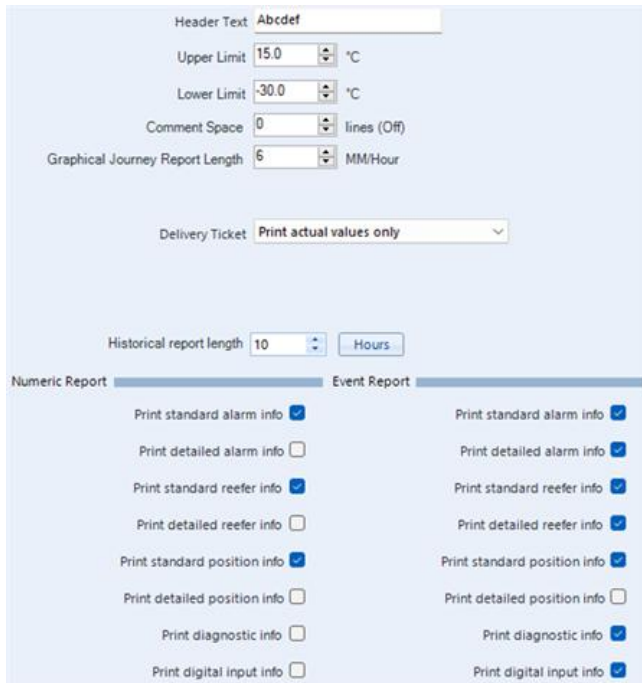 Header Text Abcdef
Upper Limit 15.0 °C
Lower Limit -30.0 °C
Comment Space 0 lines (Off)
Graphical Journey Report Length 6 MM/Hour
Delivery Ticket Print actual values only
Historical report length 10 Hours
Numeric Report Event Report
Print standard alarm info Print standard alarm info
Print detailed alarm info Print detailed alarm info
Print standard reefer info Print standard reefer info
Print detailed reefer info Print detailed reefer info
Print standard position info Print standard position info
Print detailed position info Print detailed position info
Print diagnostic info Print diagnostic info
Print digital input info Print digital input info